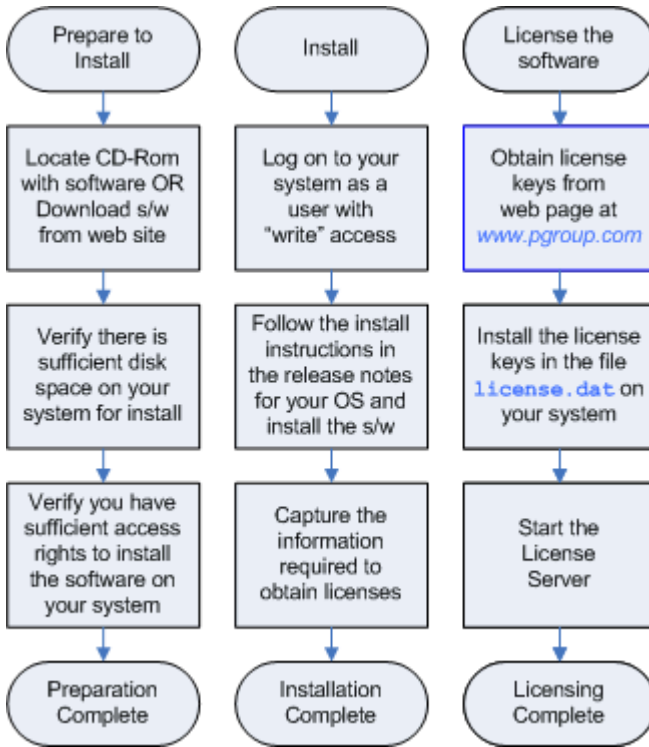 Prepare to
Install
Locate CD-Rom
with software OR
Download s/w
from web site
Verify there is
sufficient disk
space on your
system for install
Verify you have
sufficient access
rights to install
the software on
your system
Preparation
Complete
Install
Log on to your
system as a
user with
“write” access
Follow the install
instructions in
the release notes
for your OS and
install the s/w
Capture the
information
required to
obtain licenses
Installation
Complete
License the
software
Obtain license
keys from
web page at
www.pgroup.com
Install the license
keys in the file
license.dat on
your system
Start the
License
Server
Licensing
Complete